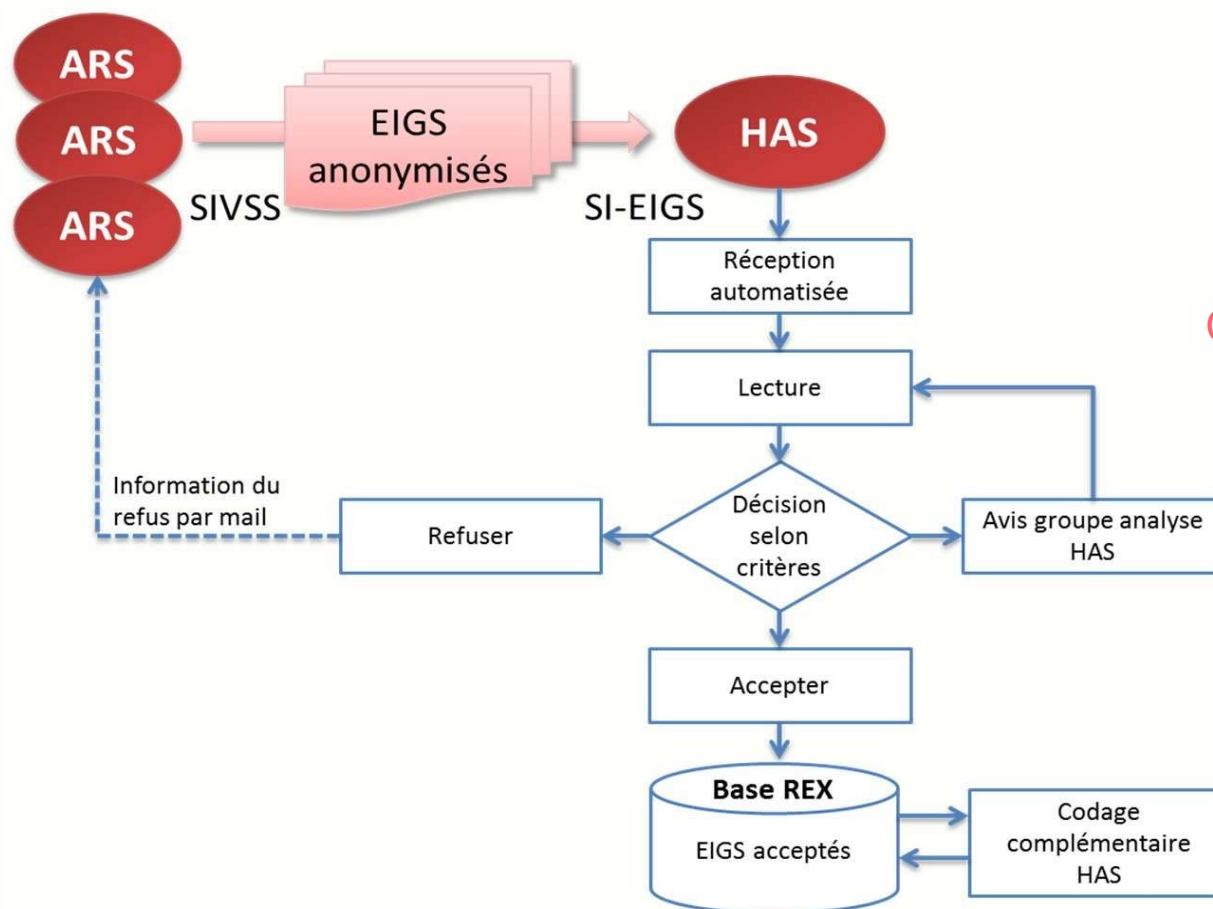 ARS
ARS
ARS
SIVSS
EIGS
anonymisés
SI-EIGS
HAS
Réception
automatisée
Lecture
Décision
selon
critères
Refuser
Information du
refus par mail
Avis groupe analyse
HAS
Accepter
Base REX
EIGS acceptés
Codage
complémentaire
HAS